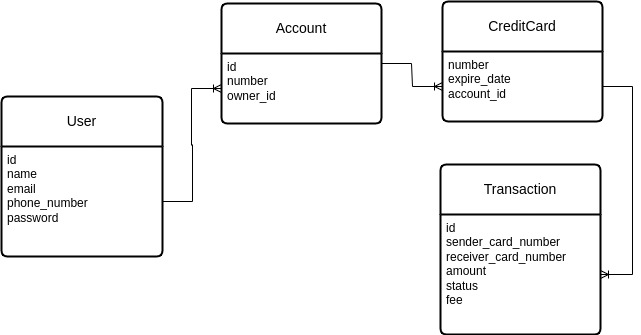 Account
id
number
owner_id
CreditCard
number
expire_date
account_id
User
id
name
email
phone_number
password
Transaction
id
sender_card_number
receiver_card_number
amount
status
fee